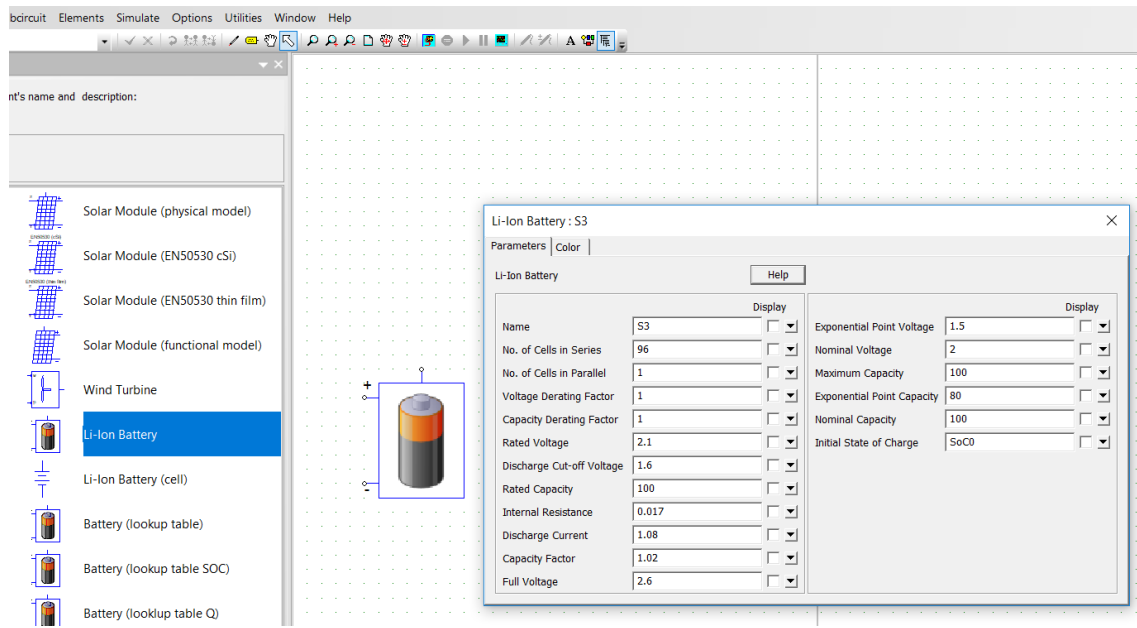 bcircuit Elements Simulate Options Utilities Window Help
A
nt's name and description:
Solar Module (physical model)
EN50530 (cSi)
Solar Module (EN50530 cSi)
EN50530 (thin film)
Solar Module (EN50530 thin film)
Solar Module (functional model)
Wind Turbine
Li-Ion Battery
Li-Ion Battery (cell)
Battery (lookup table)
Battery (lookup table SOC)
Battery (looklup table Q)
+
-
Li-Ion Battery : S3
Parameters Color
Li-Ion Battery Help
Display
Name S3
No. of Cells in Series 96
No. of Cells in Parallel 1
Voltage Derating Factor 1
Capacity Derating Factor 1
Rated Voltage 2.1
Discharge Cut-off Voltage 1.6
Rated Capacity 100
Internal Resistance 0.017
Discharge Current 1.08
Capacity Factor 1.02
Full Voltage 2.6
Display
Exponential Point Voltage 1.5
Nominal Voltage 2
Maximum Capacity 100
Exponential Point Capacity 80
Nominal Capacity 100
Initial State of Charge SoC0